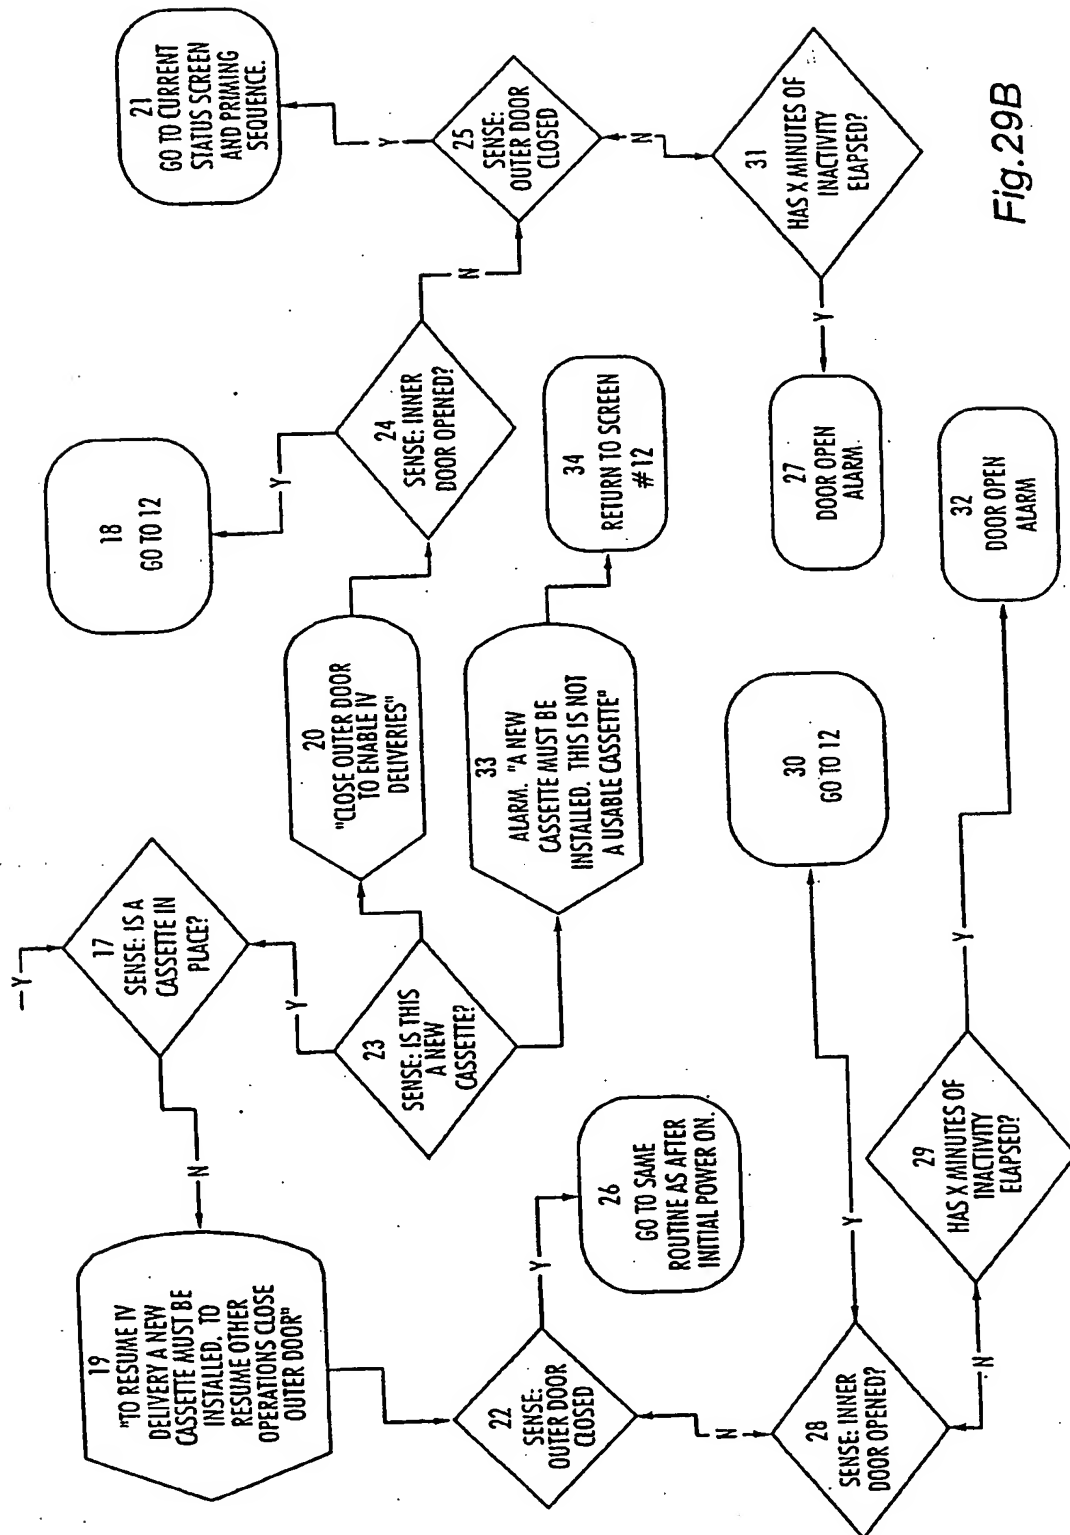 – Y
17
SENSE: IS A
CASSETTE IN
PLACE?
N
19
"TO RESUME IV
DELIVERY A NEW
CASSETTE MUST BE
INSTALLED. TO
RESUME OTHER
OPERATIONS CLOSE
OUTER DOOR"
Y
23
SENSE: IS THIS
A NEW
CASSETTE?
20
"CLOSE OUTER DOOR
TO ENABLE IV
DELIVERIES"
33
ALARM. "A NEW
CASSETTE MUST BE
INSTALLED. THIS IS NOT
A USABLE CASSETTE"
34
RETURN TO SCREEN
#12
24
SENSE: INNER
DOOR OPENED?
Y
18
GO TO 12
N
25
SENSE:
OUTER DOOR
CLOSED
Y
21
GO TO CURRENT
STATUS SCREEN
AND PRIMING
SEQUENCE.
N
31
HAS X MINUTES OF
INACTIVITY
ELAPSED?
Y
27
DOOR OPEN
ALARM
22
SENSE:
OUTER DOOR
CLOSED
Y
26
GO TO SAME
ROUTINE AS AFTER
INITIAL POWER ON.
N
28
SENSE: INNER
DOOR OPENED?
Y
30
GO TO 12
N
29
HAS X MINUTES OF
INACTIVITY
ELAPSED?
Y
32
DOOR OPEN
ALARM
Fig.29B